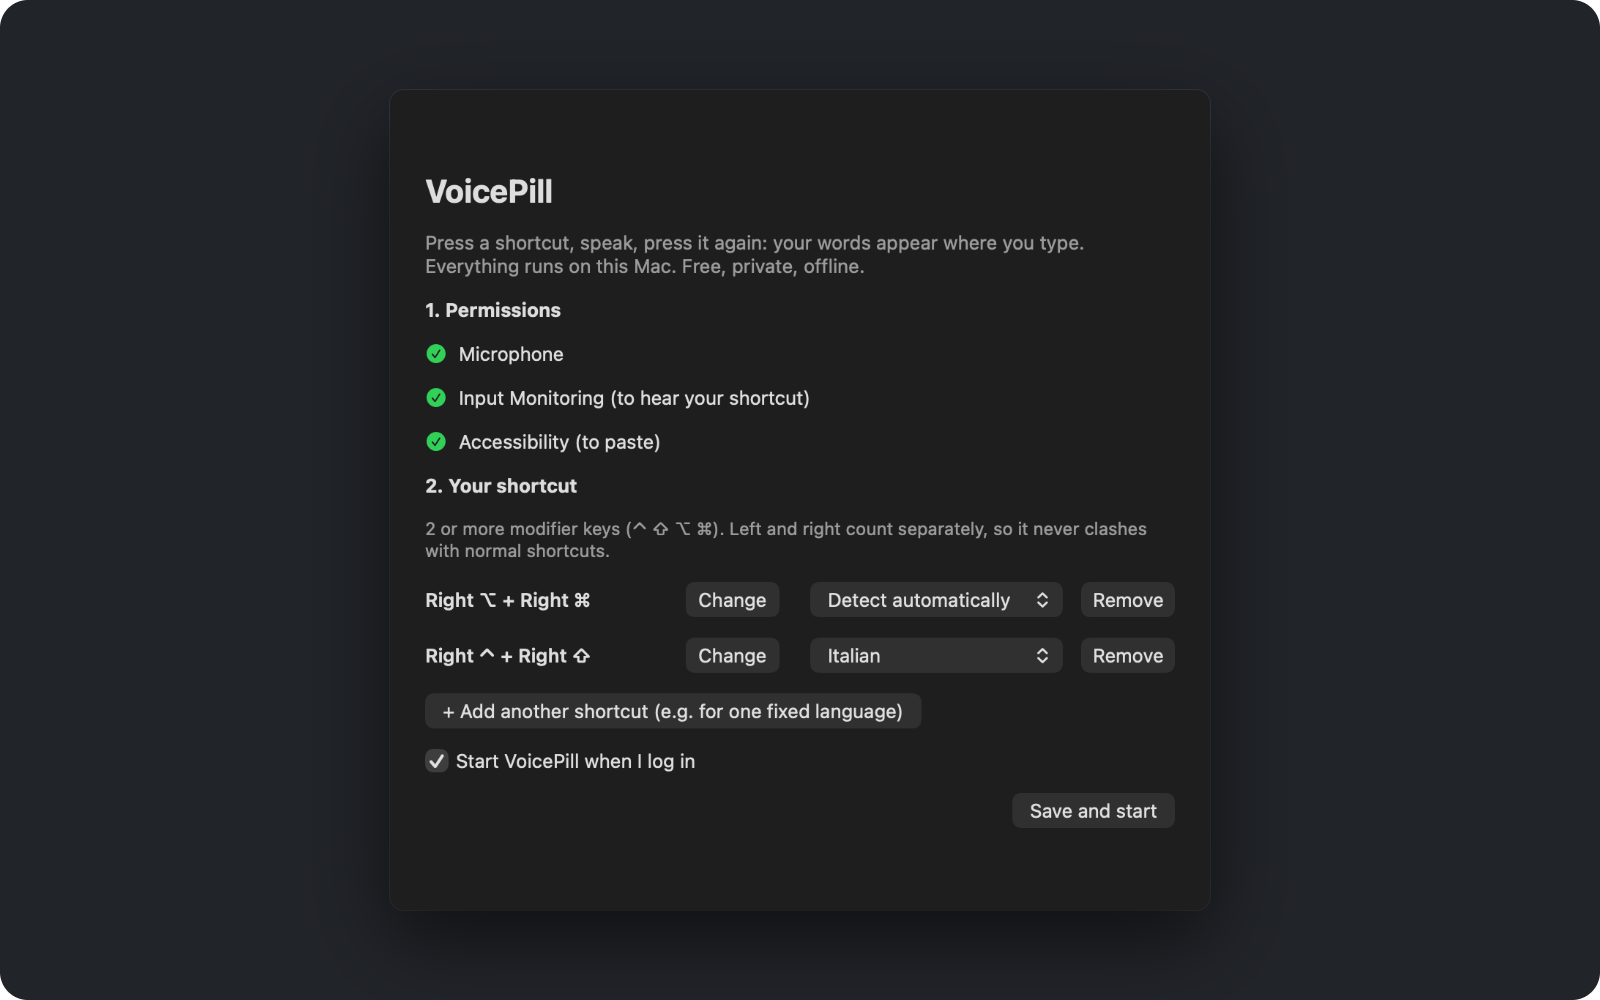 VoicePill
Press a shortcut, speak, press it again: your words appear where you type.
Everything runs on this Mac. Free, private, offline.
1. Permissions
Microphone
Input Monitoring (to hear your shortcut)
Accessibility (to paste)
2. Your shortcut
2 or more modifier keys (⌃ ⇧ ⌥ ⌘). Left and right count separately, so it never clashes
with normal shortcuts.
Right ⌥ + Right ⌘ Change Detect automatically Remove
Right ⌃ + Right ⇧ Change Italian Remove
+ Add another shortcut (e.g. for one fixed language)
Start VoicePill when I log in
Save and start